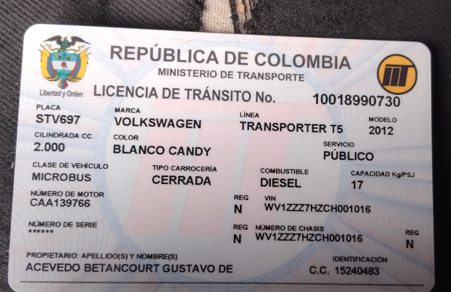 REPÚBLICA DE COLOMBIA
MINISTERIO DE TRANSPORTE
Libertad y Orden
LICENCIA DE TRÁNSITO No. 10018990730
PLACA MARCA LÍNEA MODELO
STV697 VOLKSWAGEN TRANSPORTER T5 2012
CILINDRADA CC COLOR SERVICIO
2.000 BLANCO CANDY PÚBLICO
CLASE DE VEHÍCULO TIPO CARROCERÍA COMBUSTIBLE CAPACIDAD Kg/PSJ
MICROBUS CERRADA DIESEL 17
NÚMERO DE MOTOR REG VIN
CAA139766 N WV1ZZZ7HZCH001016
NÚMERO DE SERIE REG NÚMERO DE CHASIS REG
****** N WV1ZZZ7HZCH001016 N
PROPIETARIO: APELLIDO(S) Y NOMBRE(S) IDENTIFICACIÓN
ACEVEDO BETANCOURT GUSTAVO DE C.C. 15240483